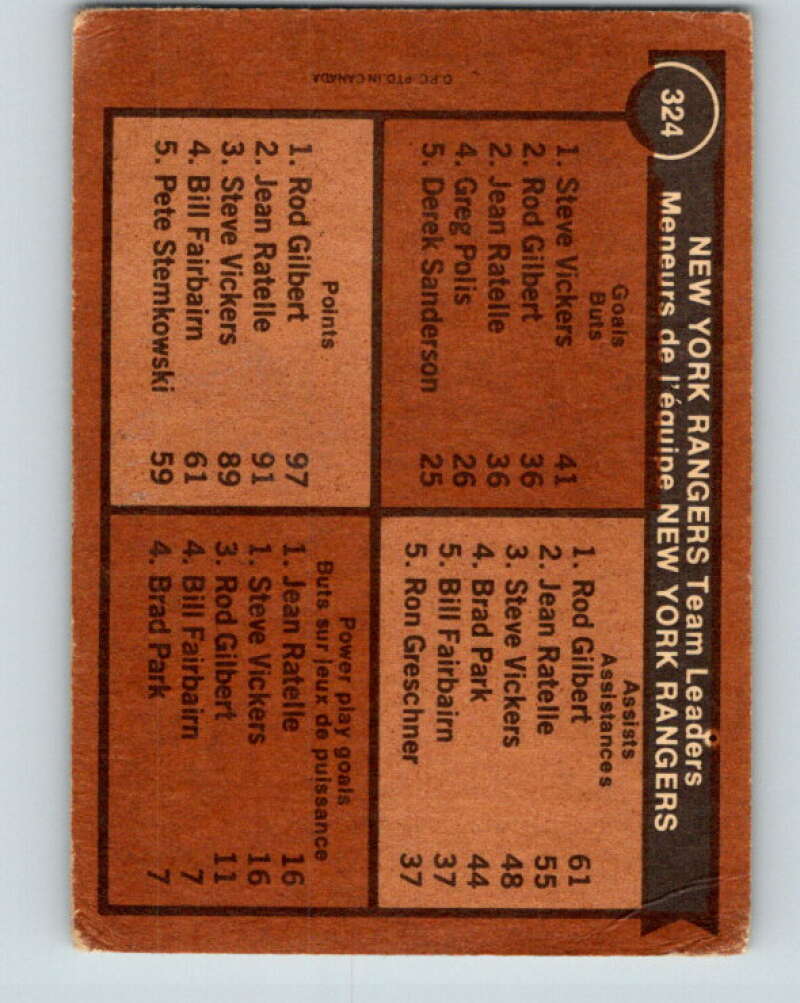 324
NEW YORK RANGERS Team Leaders
Meneurs de l'équipe NEW YORK RANGERS
Goals
Buts
1. Steve Vickers 41
2. Rod Gilbert 36
2. Jean Ratelle 36
4. Greg Polis 26
5. Derek Sanderson 25
Assists
Assistances
1. Rod Gilbert 61
2. Jean Ratelle 55
3. Steve Vickers 48
4. Brad Park 44
5. Bill Fairbairn 37
5. Ron Greschner 37
Points
1. Rod Gilbert 97
2. Jean Ratelle 91
3. Steve Vickers 89
4. Bill Fairbairn 61
5. Pete Stemkowski 59
Power play goals
Buts sur jeux de puissance
1. Jean Ratelle 16
1. Steve Vickers 16
3. Rod Gilbert 11
4. Bill Fairbairn 7
4. Brad Park 7
O.P.C. PTD. IN CANADA